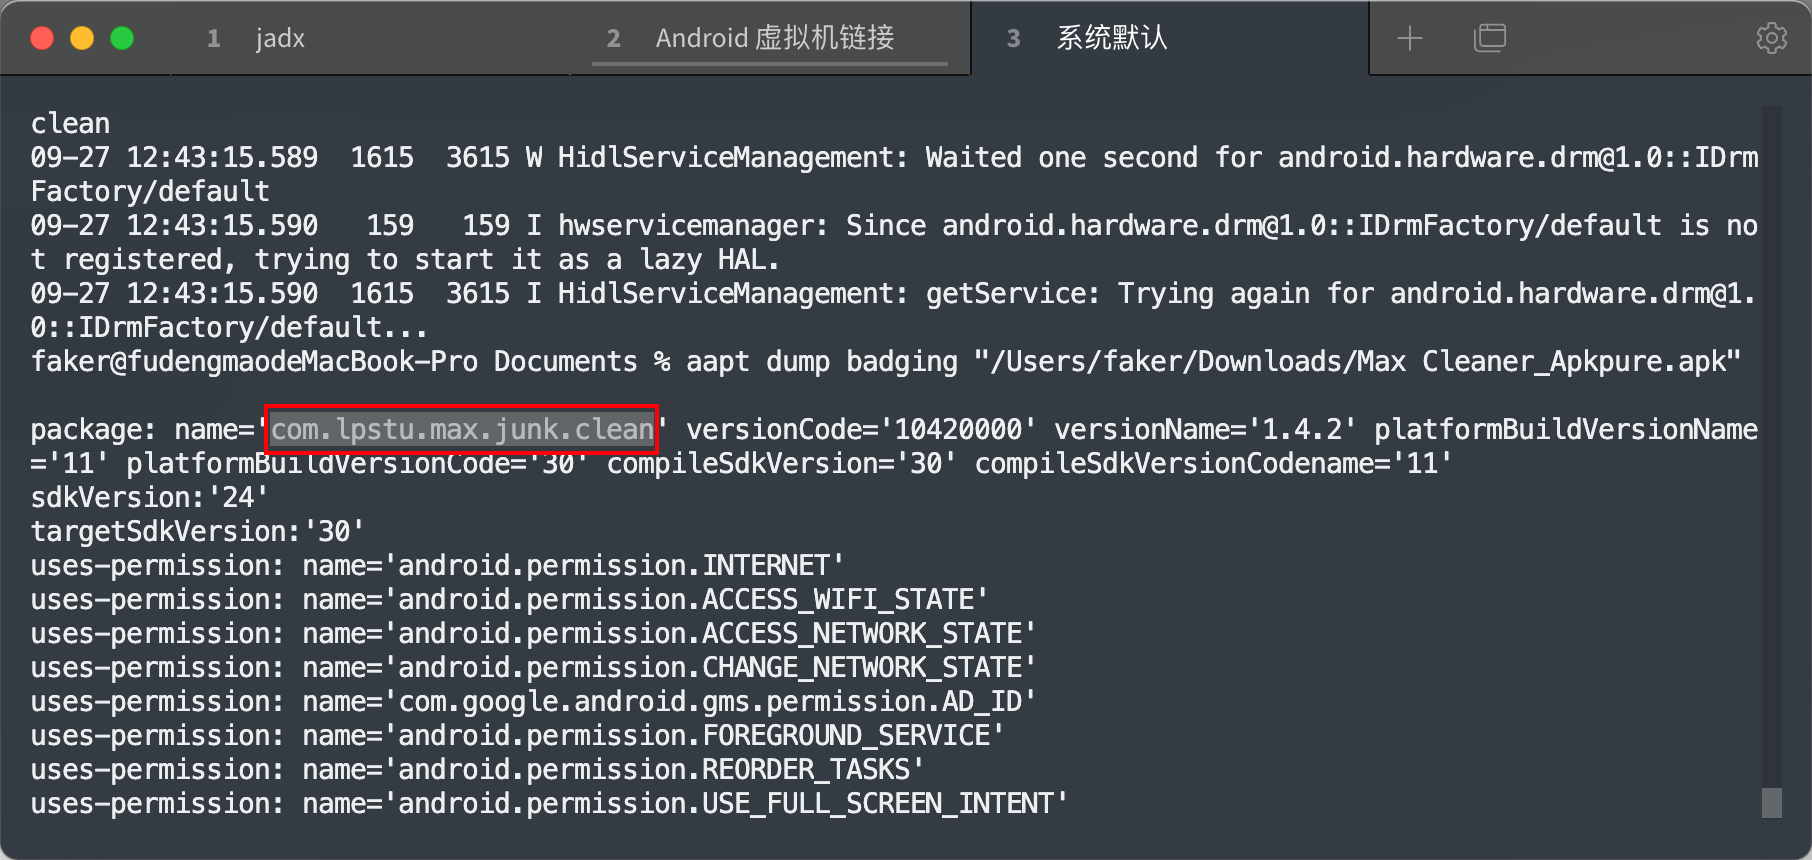 1 jadx 2 Android 虚拟机链接 3 系统默认
clean
09-27 12:43:15.589  1615  3615 W HidlServiceManagement: Waited one second for android.hardware.drm@1.0::IDrm
Factory/default
09-27 12:43:15.590   159   159 I hwservicemanager: Since android.hardware.drm@1.0::IDrmFactory/default is no
t registered, trying to start it as a lazy HAL.
09-27 12:43:15.590  1615  3615 I HidlServiceManagement: getService: Trying again for android.hardware.drm@1.
0::IDrmFactory/default...
faker@fudengmaodeMacBook-Pro Documents % aapt dump badging "/Users/faker/Downloads/Max Cleaner_Apkpure.apk"
package: name='com.lpstu.max.junk.clean' versionCode='10420000' versionName='1.4.2' platformBuildVersionName
='11' platformBuildVersionCode='30' compileSdkVersion='30' compileSdkVersionCodename='11'
sdkVersion:'24'
targetSdkVersion:'30'
uses-permission: name='android.permission.INTERNET'
uses-permission: name='android.permission.ACCESS_WIFI_STATE'
uses-permission: name='android.permission.ACCESS_NETWORK_STATE'
uses-permission: name='android.permission.CHANGE_NETWORK_STATE'
uses-permission: name='com.google.android.gms.permission.AD_ID'
uses-permission: name='android.permission.FOREGROUND_SERVICE'
uses-permission: name='android.permission.REORDER_TASKS'
uses-permission: name='android.permission.USE_FULL_SCREEN_INTENT'